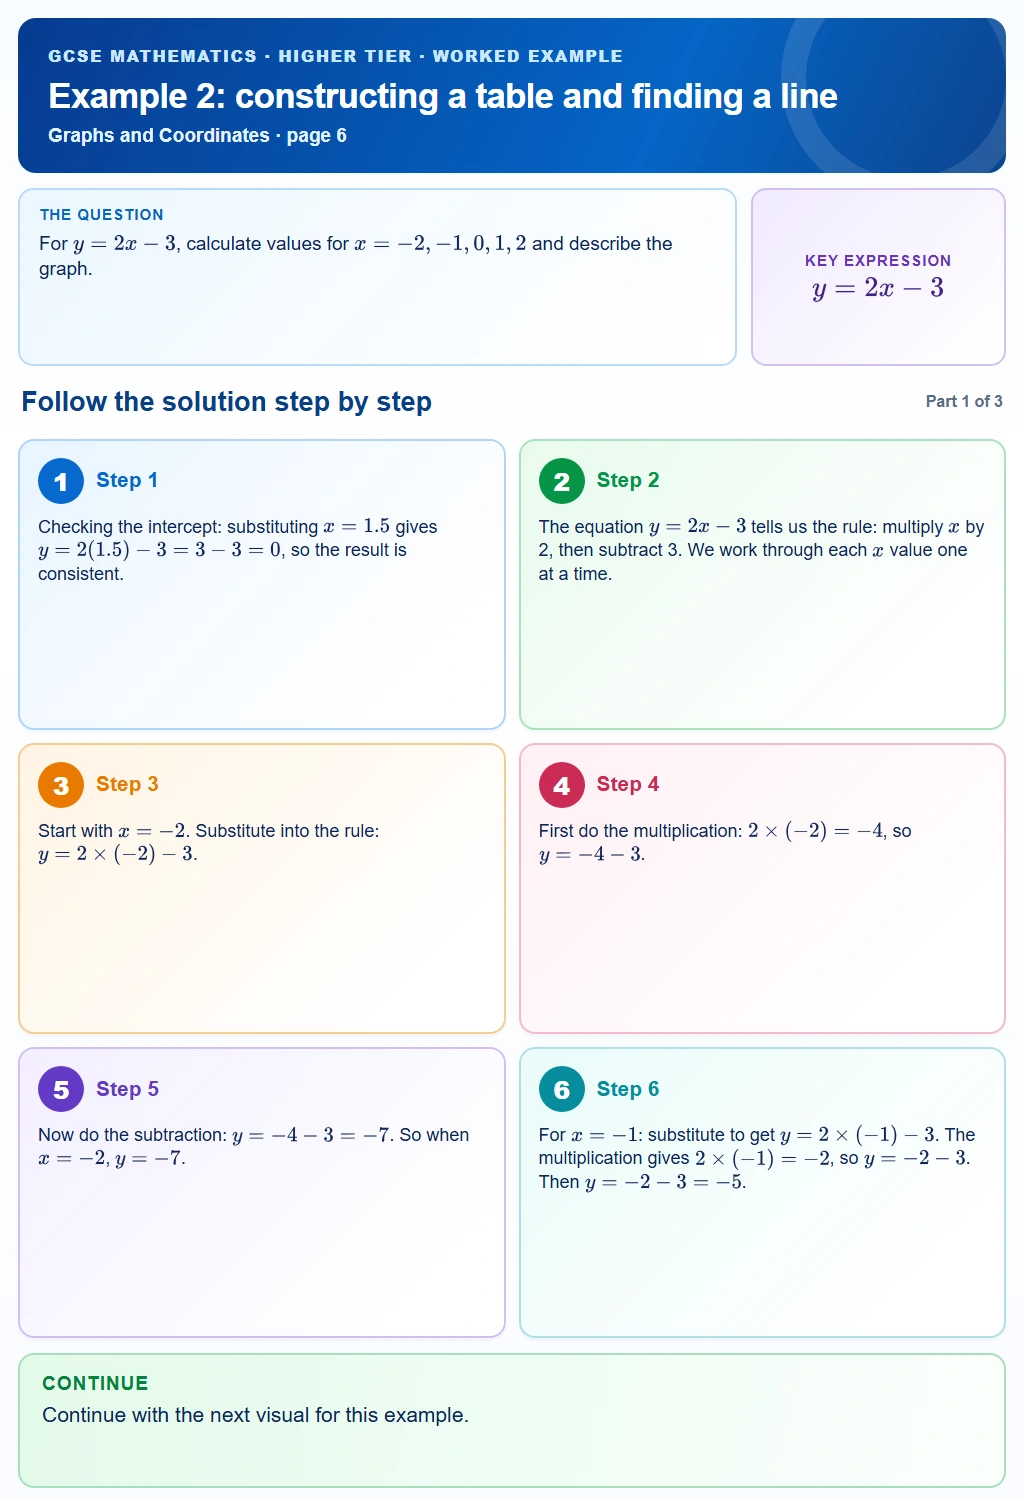 GCSE MATHEMATICS · HIGHER TIER · WORKED EXAMPLE
Example 2: constructing a table and finding a line
Graphs and Coordinates · page 6
THE QUESTION
For y = 2x − 3, calculate values for x = −2, −1, 0, 1, 2 and describe the
graph.
KEY EXPRESSION
y = 2x − 3
Follow the solution step by step
Part 1 of 3
1 Step 1
Checking the intercept: substituting x = 1.5 gives
y = 2(1.5) − 3 = 3 − 3 = 0, so the result is
consistent.
2 Step 2
The equation y = 2x − 3 tells us the rule: multiply x by
2, then subtract 3. We work through each x value one
at a time.
3 Step 3
Start with x = −2. Substitute into the rule:
y = 2 × (−2) − 3.
4 Step 4
First do the multiplication: 2 × (−2) = −4, so
y = −4 − 3.
5 Step 5
Now do the subtraction: y = −4 − 3 = −7. So when
x = −2, y = −7.
6 Step 6
For x = −1: substitute to get y = 2 × (−1) − 3. The
multiplication gives 2 × (−1) = −2, so y = −2 − 3.
Then y = −2 − 3 = −5.
CONTINUE
Continue with the next visual for this example.